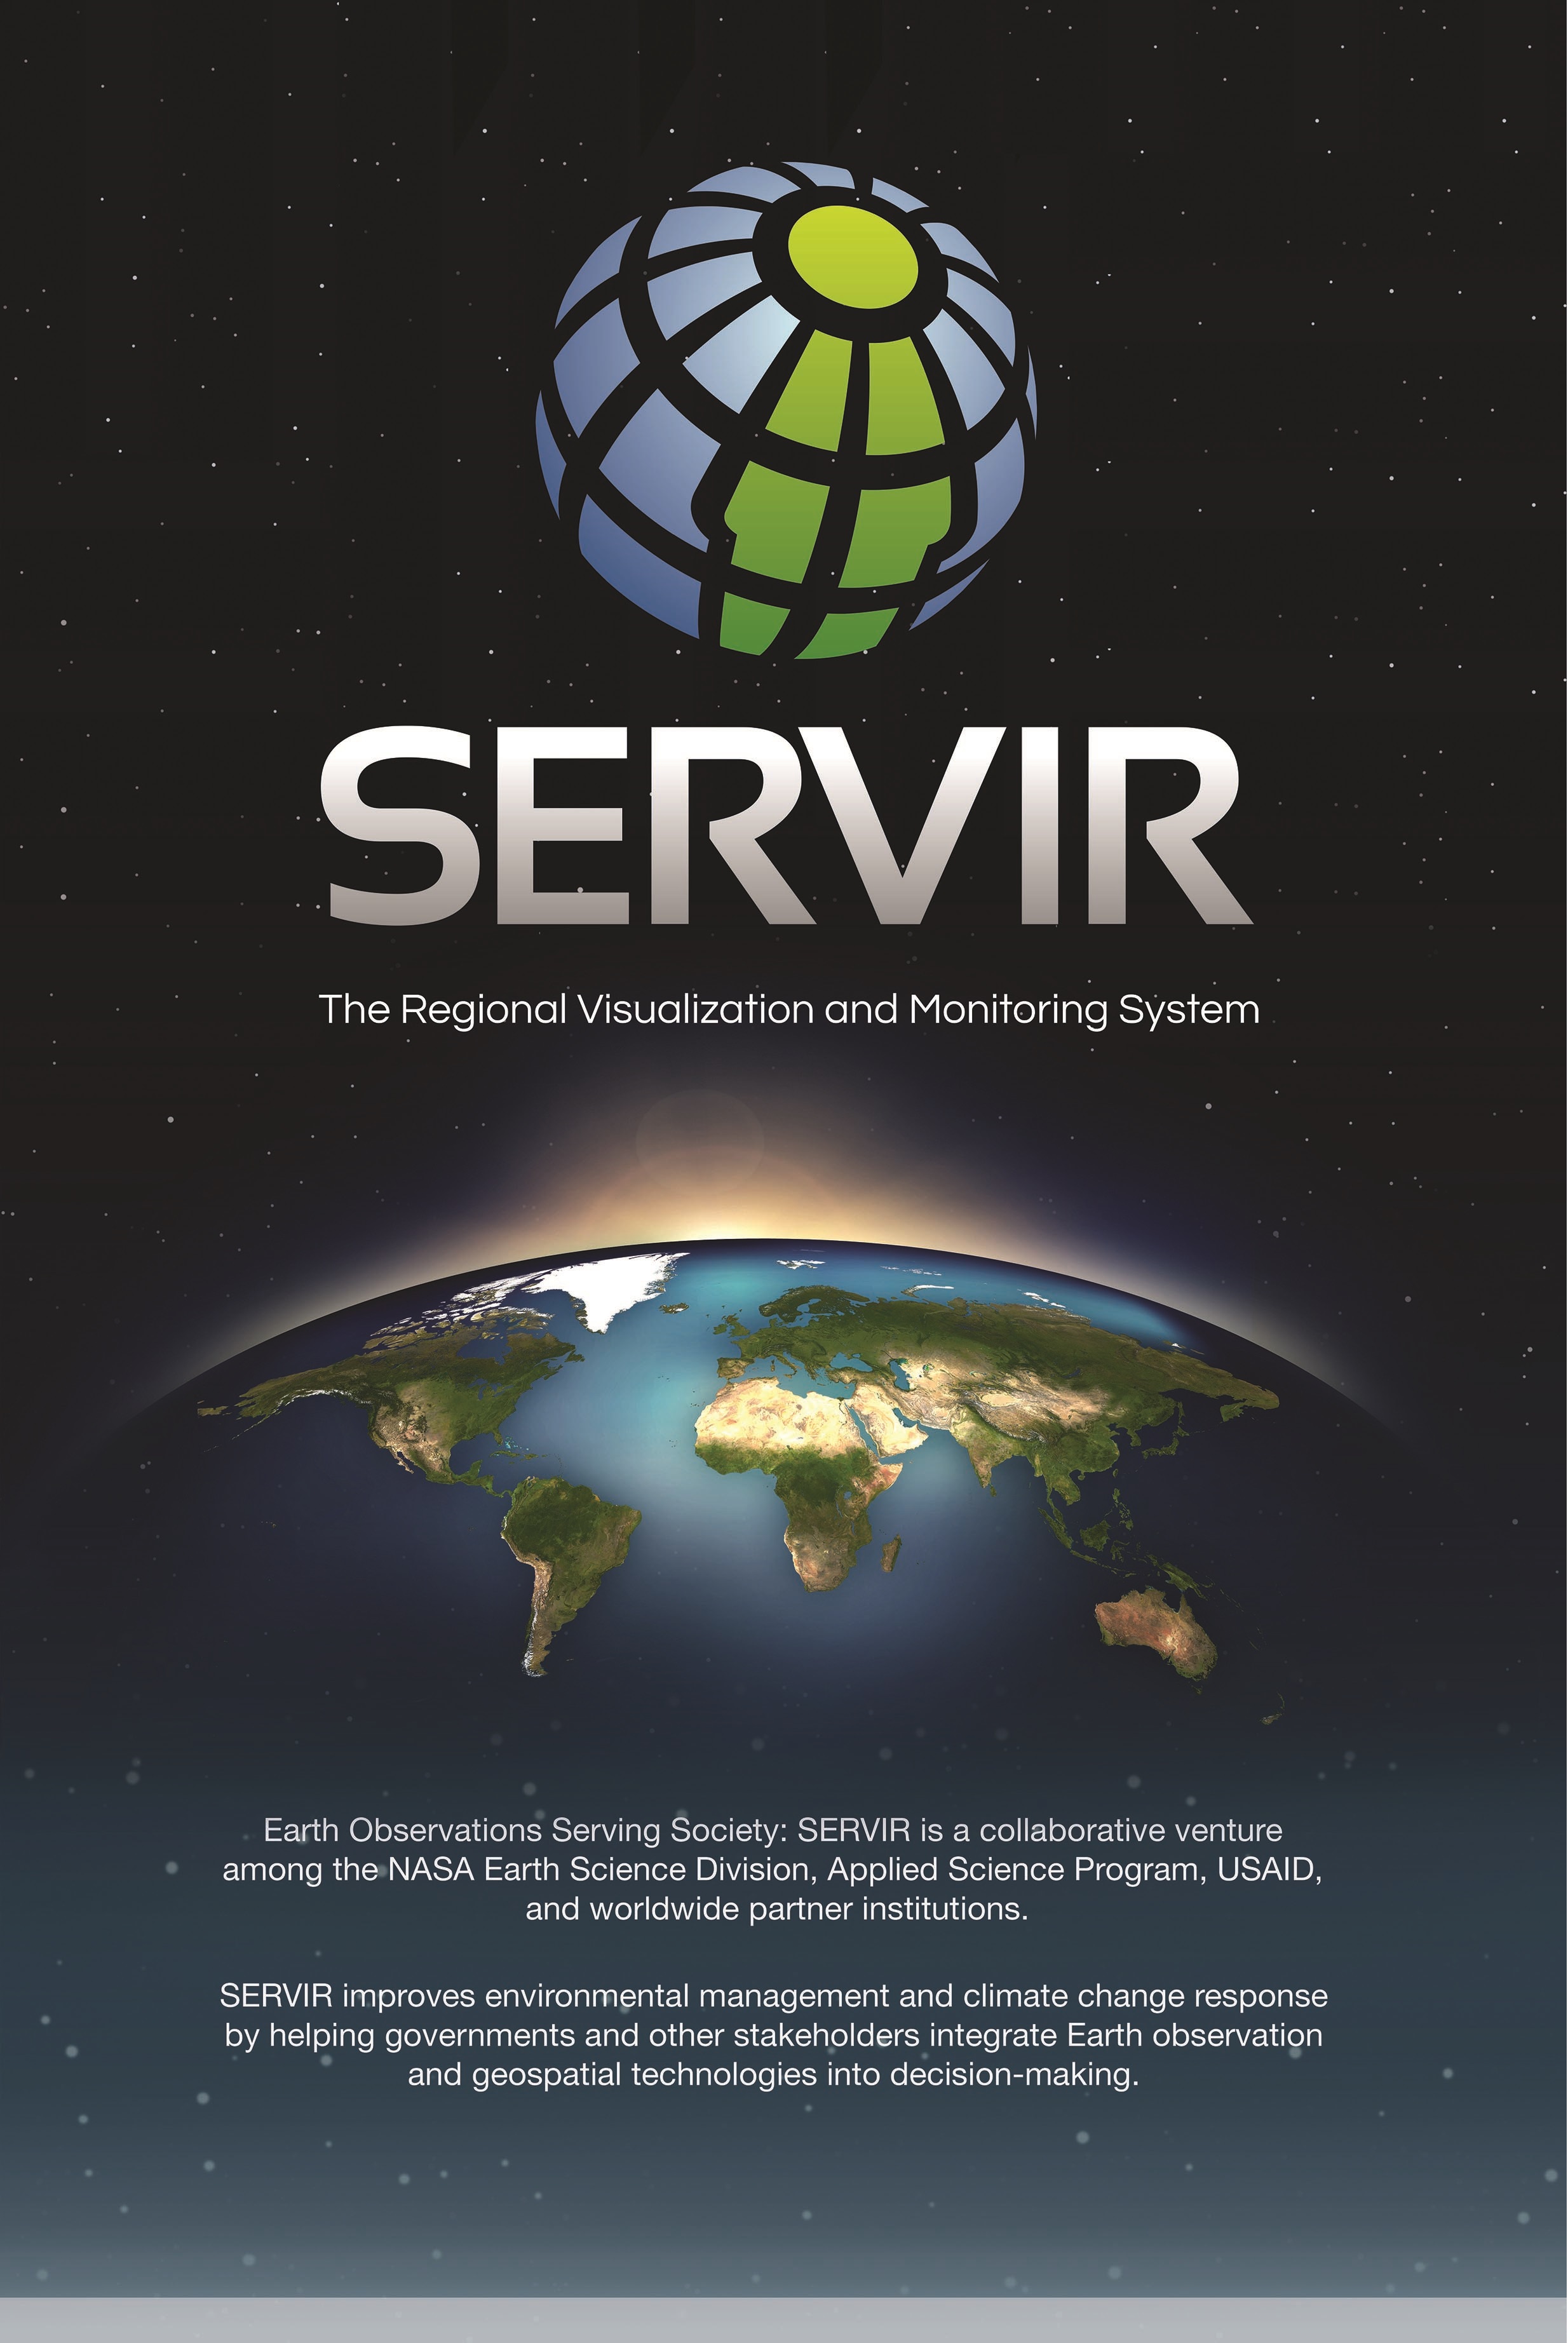 SERVIR
The Regional Visualization and Monitoring System
Earth Observations Serving Society: SERVIR is a collaborative venture
among the NASA Earth Science Division, Applied Science Program, USAID,
and worldwide partner institutions.
SERVIR improves environmental management and climate change response
by helping governments and other stakeholders integrate Earth observation
and geospatial technologies into decision-making.